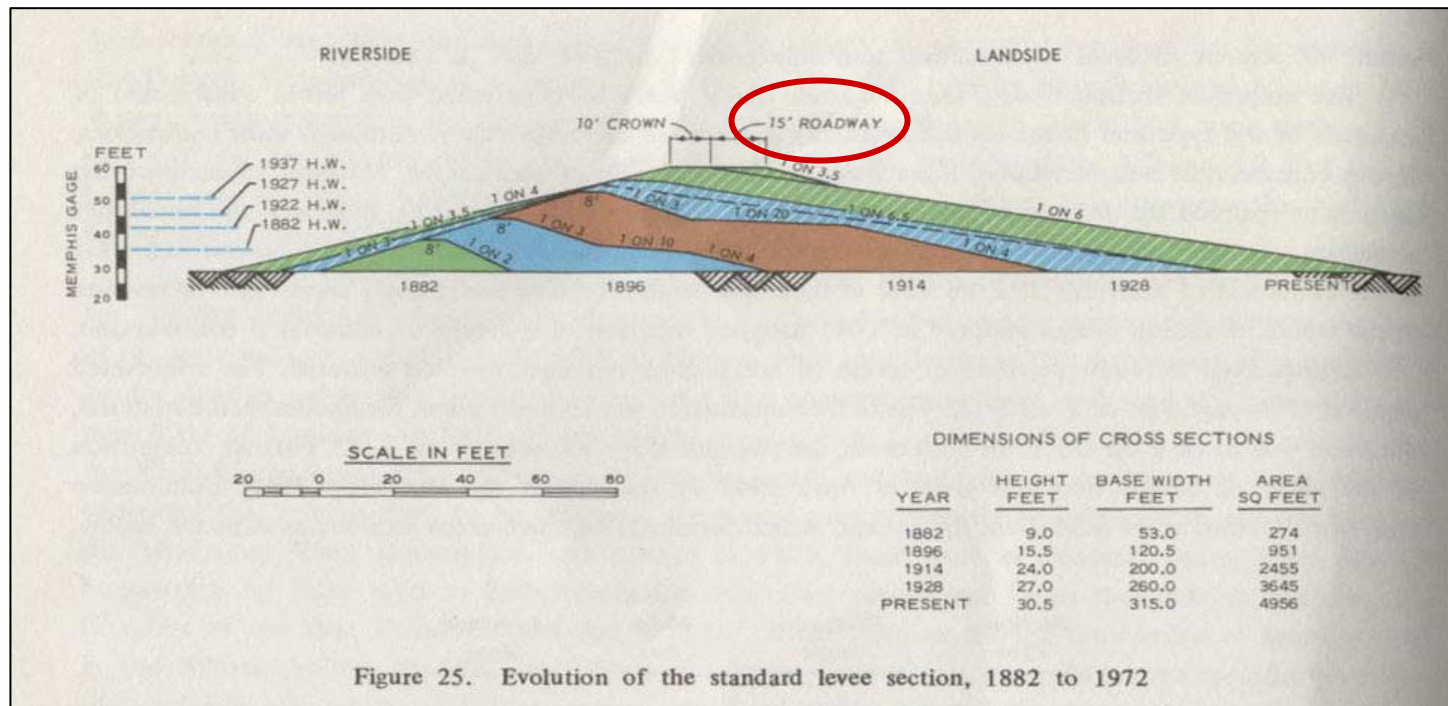 RIVERSIDE LANDSIDE
10' CROWN 15' ROADWAY
FEET
MEMPHIS GAGE
60
50
40
30
20
1937 H.W.
1927 H.W.
1922 H.W.
1882 H.W.
1 ON 3
1 ON 3.5
1 ON 4
8'
1 ON 2
8'
1 ON 3
1 ON 10
1 ON 4
8'
1 ON 3
1 ON 20
1 ON 6.5
1 ON 4
1 ON 3.5
1 ON 6
1882 1896 1914 1928 PRESENT
SCALE IN FEET
20 0 20 40 60 80
DIMENSIONS OF CROSS SECTIONS
YEAR HEIGHT FEET BASE WIDTH FEET AREA SQ FEET
1882 9.0 53.0 274
1896 15.5 120.5 951
1914 24.0 200.0 2455
1928 27.0 260.0 3645
PRESENT 30.5 315.0 4956
Figure 25. Evolution of the standard levee section, 1882 to 1972